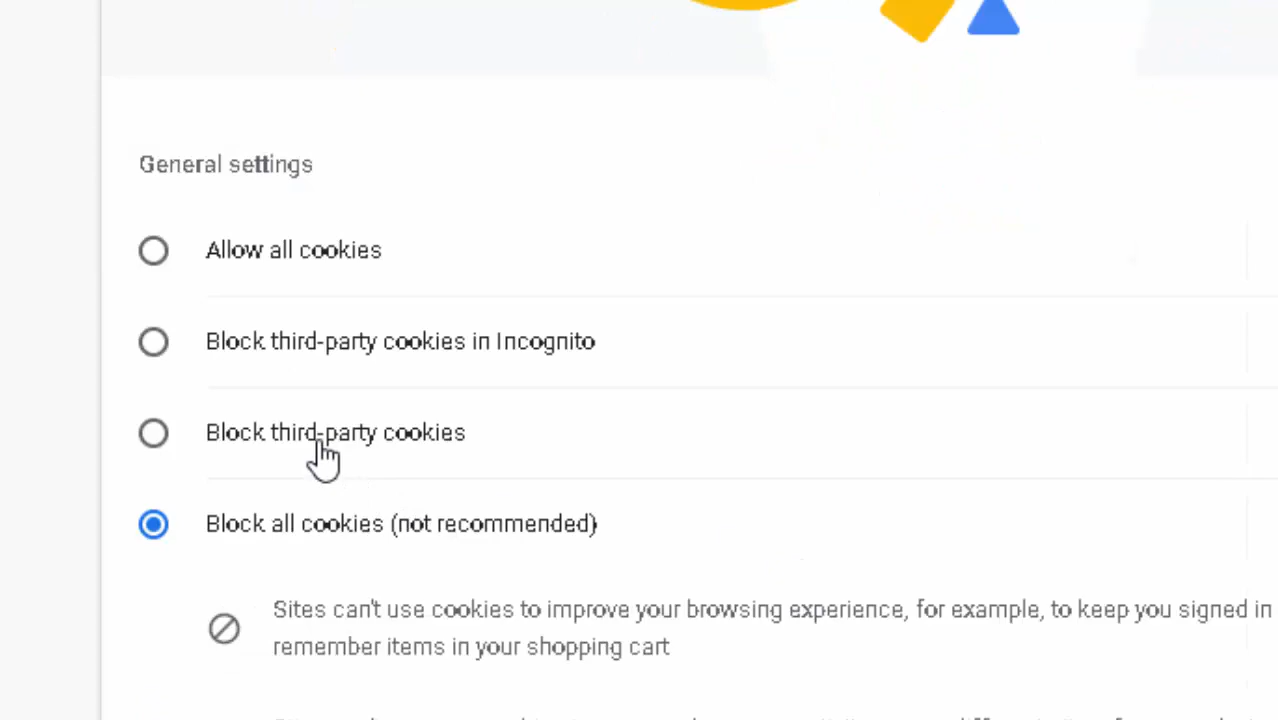 General settings
Allow all cookies
Block third-party cookies in Incognito
Block third-party cookies
Block all cookies (not recommended)
Sites can't use cookies to improve your browsing experience, for example, to keep you signed in
remember items in your shopping cart